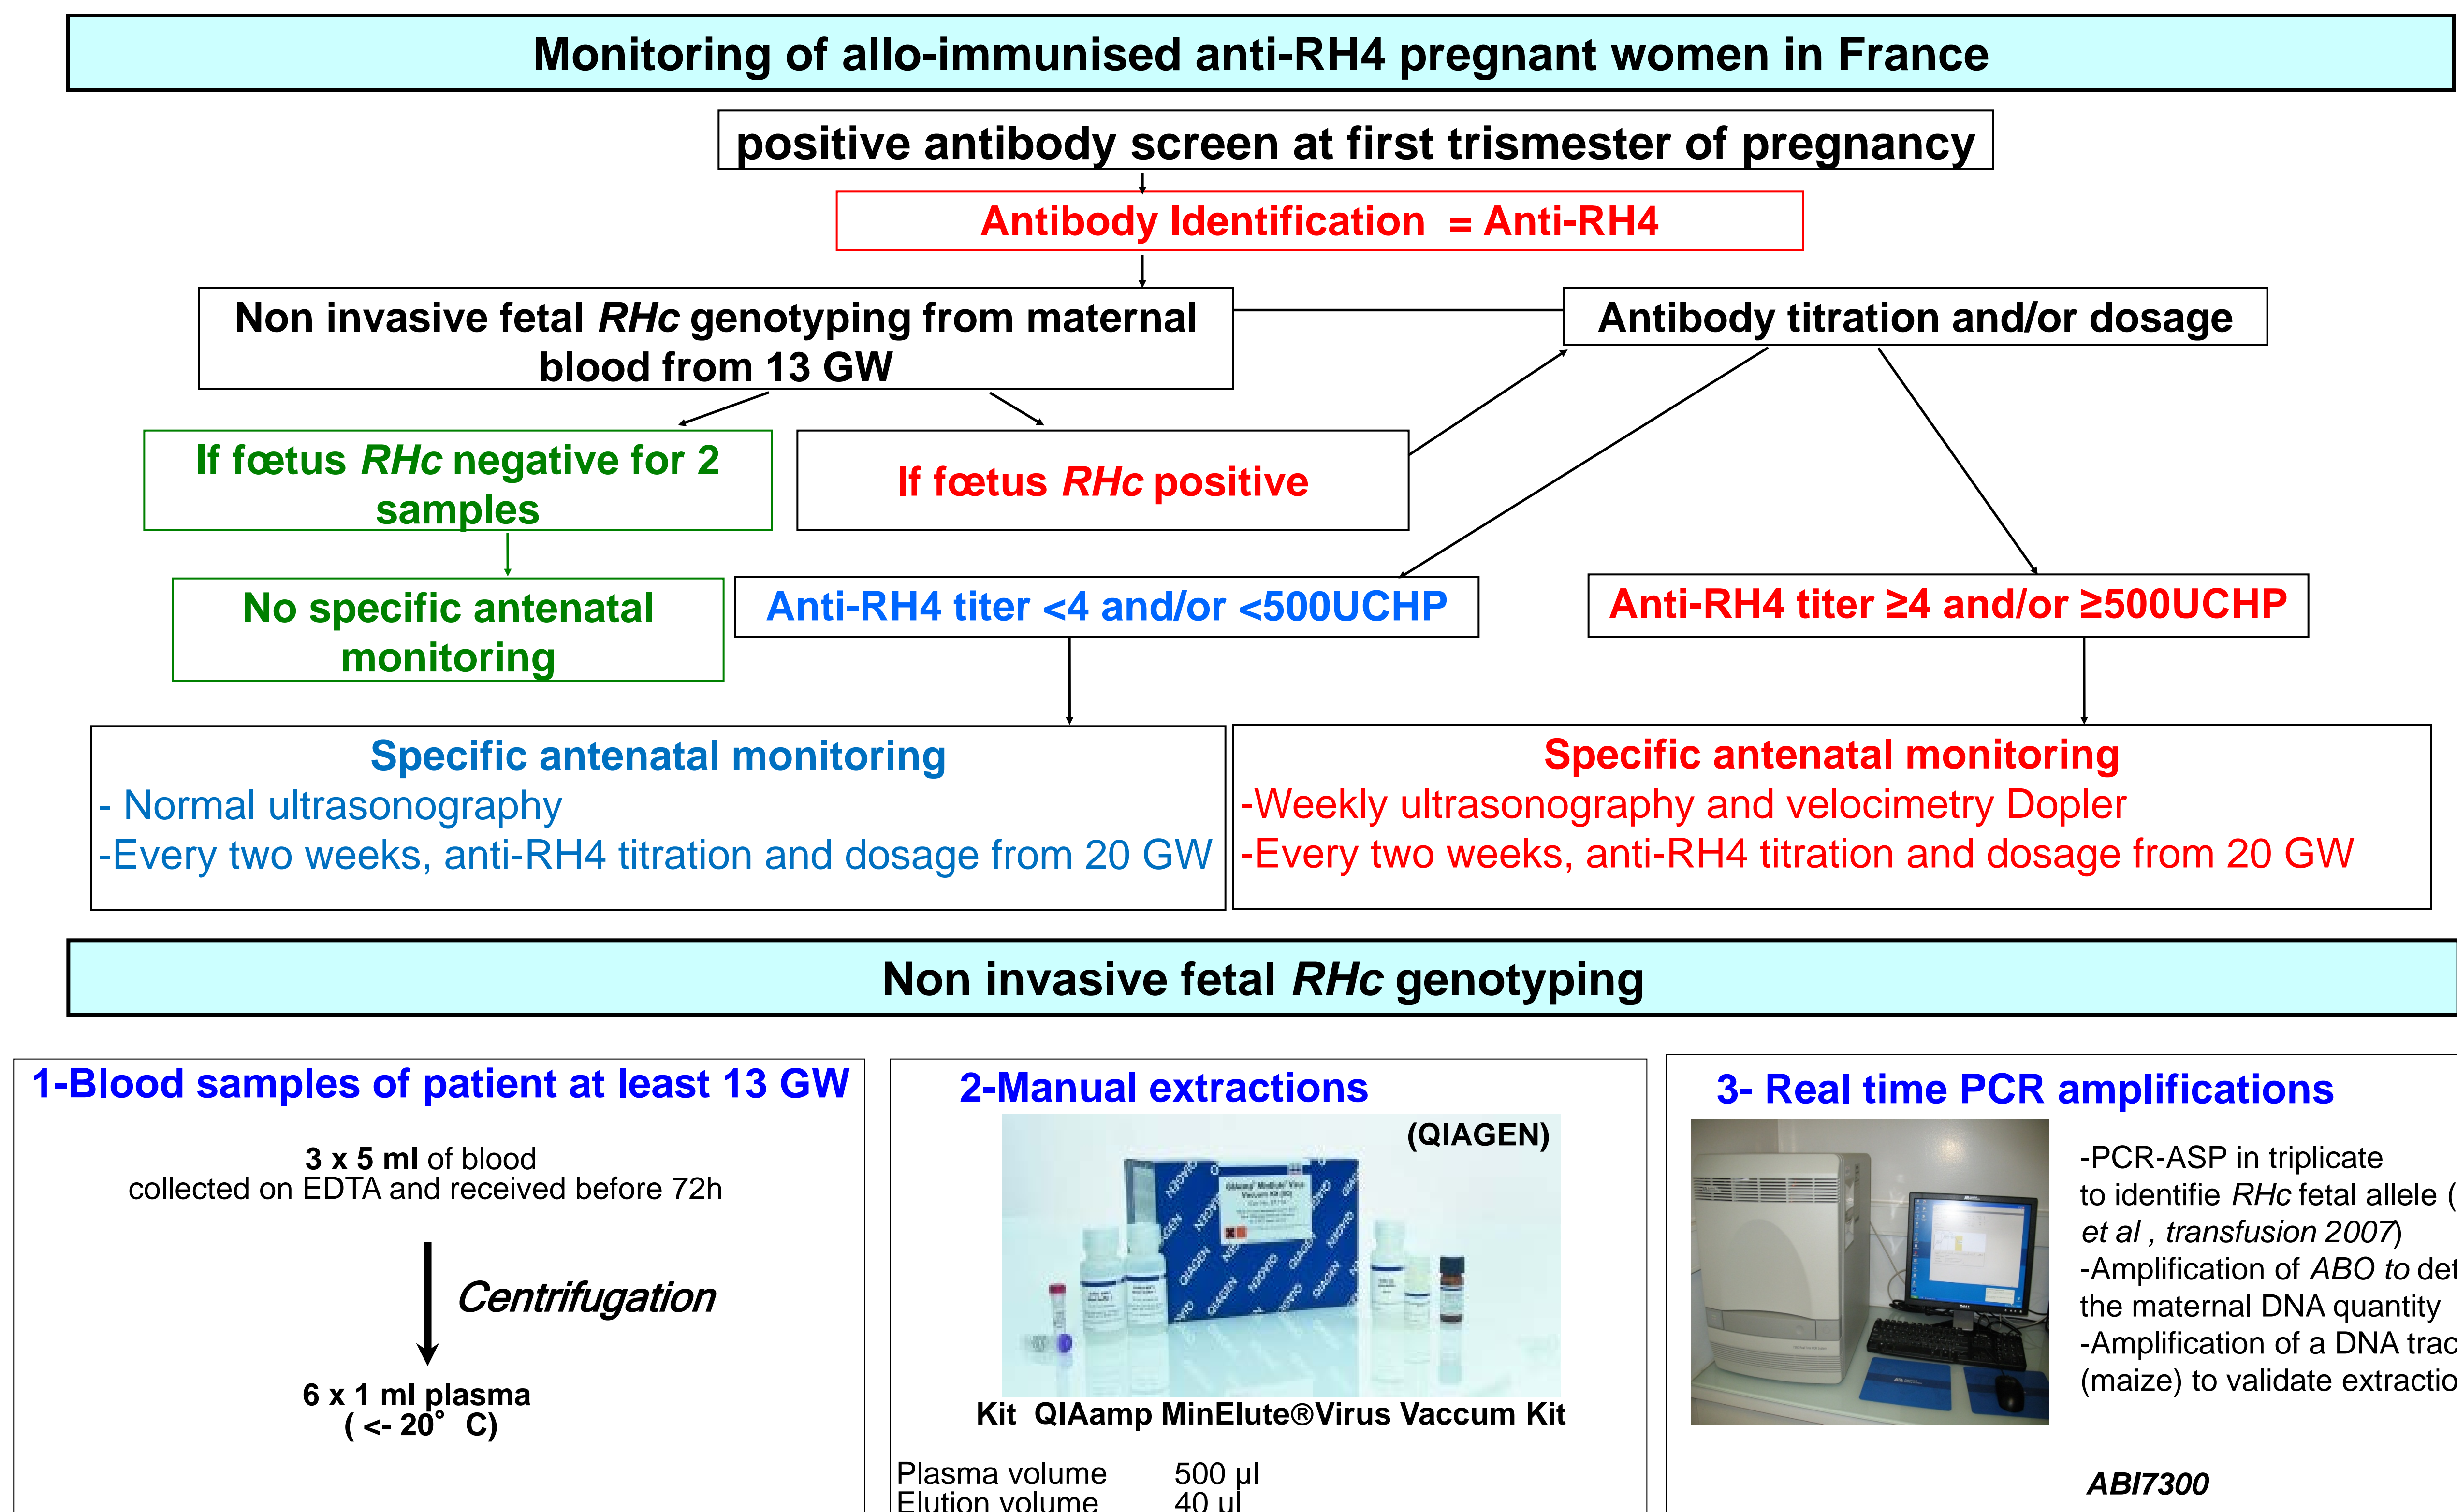 Monitoring of allo-immunised anti-RH4 pregnant women in France
positive antibody screen at first trismester of pregnancy
Antibody Identification = Anti-RH4
Non invasive fetal RHc genotyping from maternal
blood from 13 GW
Antibody titration and/or dosage
If fœtus RHc negative for 2
samples
If fœtus RHc positive
No specific antenatal
monitoring
Anti-RH4 titer <4 and/or <500UCHP
Anti-RH4 titer ≥4 and/or ≥500UCHP
Specific antenatal monitoring
- Normal ultrasonography
-Every two weeks, anti-RH4 titration and dosage from 20 GW
Specific antenatal monitoring
-Weekly ultrasonography and velocimetry Dopler
-Every two weeks, anti-RH4 titration and dosage from 20 GW
Non invasive fetal RHc genotyping
1-Blood samples of patient at least 13 GW
3 x 5 ml of blood
collected on EDTA and received before 72h
Centrifugation
6 x 1 ml plasma
( <- 20° C)
2-Manual extractions
(QIAGEN)
QIAamp® MinElute® Virus
Vacuum Kit (50)
QIAGEN
Kit QIAamp MinElute®Virus Vaccum Kit
Plasma volume 500 µl
Elution volume 40 µl
3- Real time PCR amplifications
-PCR-ASP in triplicate
to identifie RHc fetal allele (
et al , transfusion 2007)
-Amplification of ABO to det
the maternal DNA quantity
-Amplification of a DNA trac
(maize) to validate extractio
ABI7300